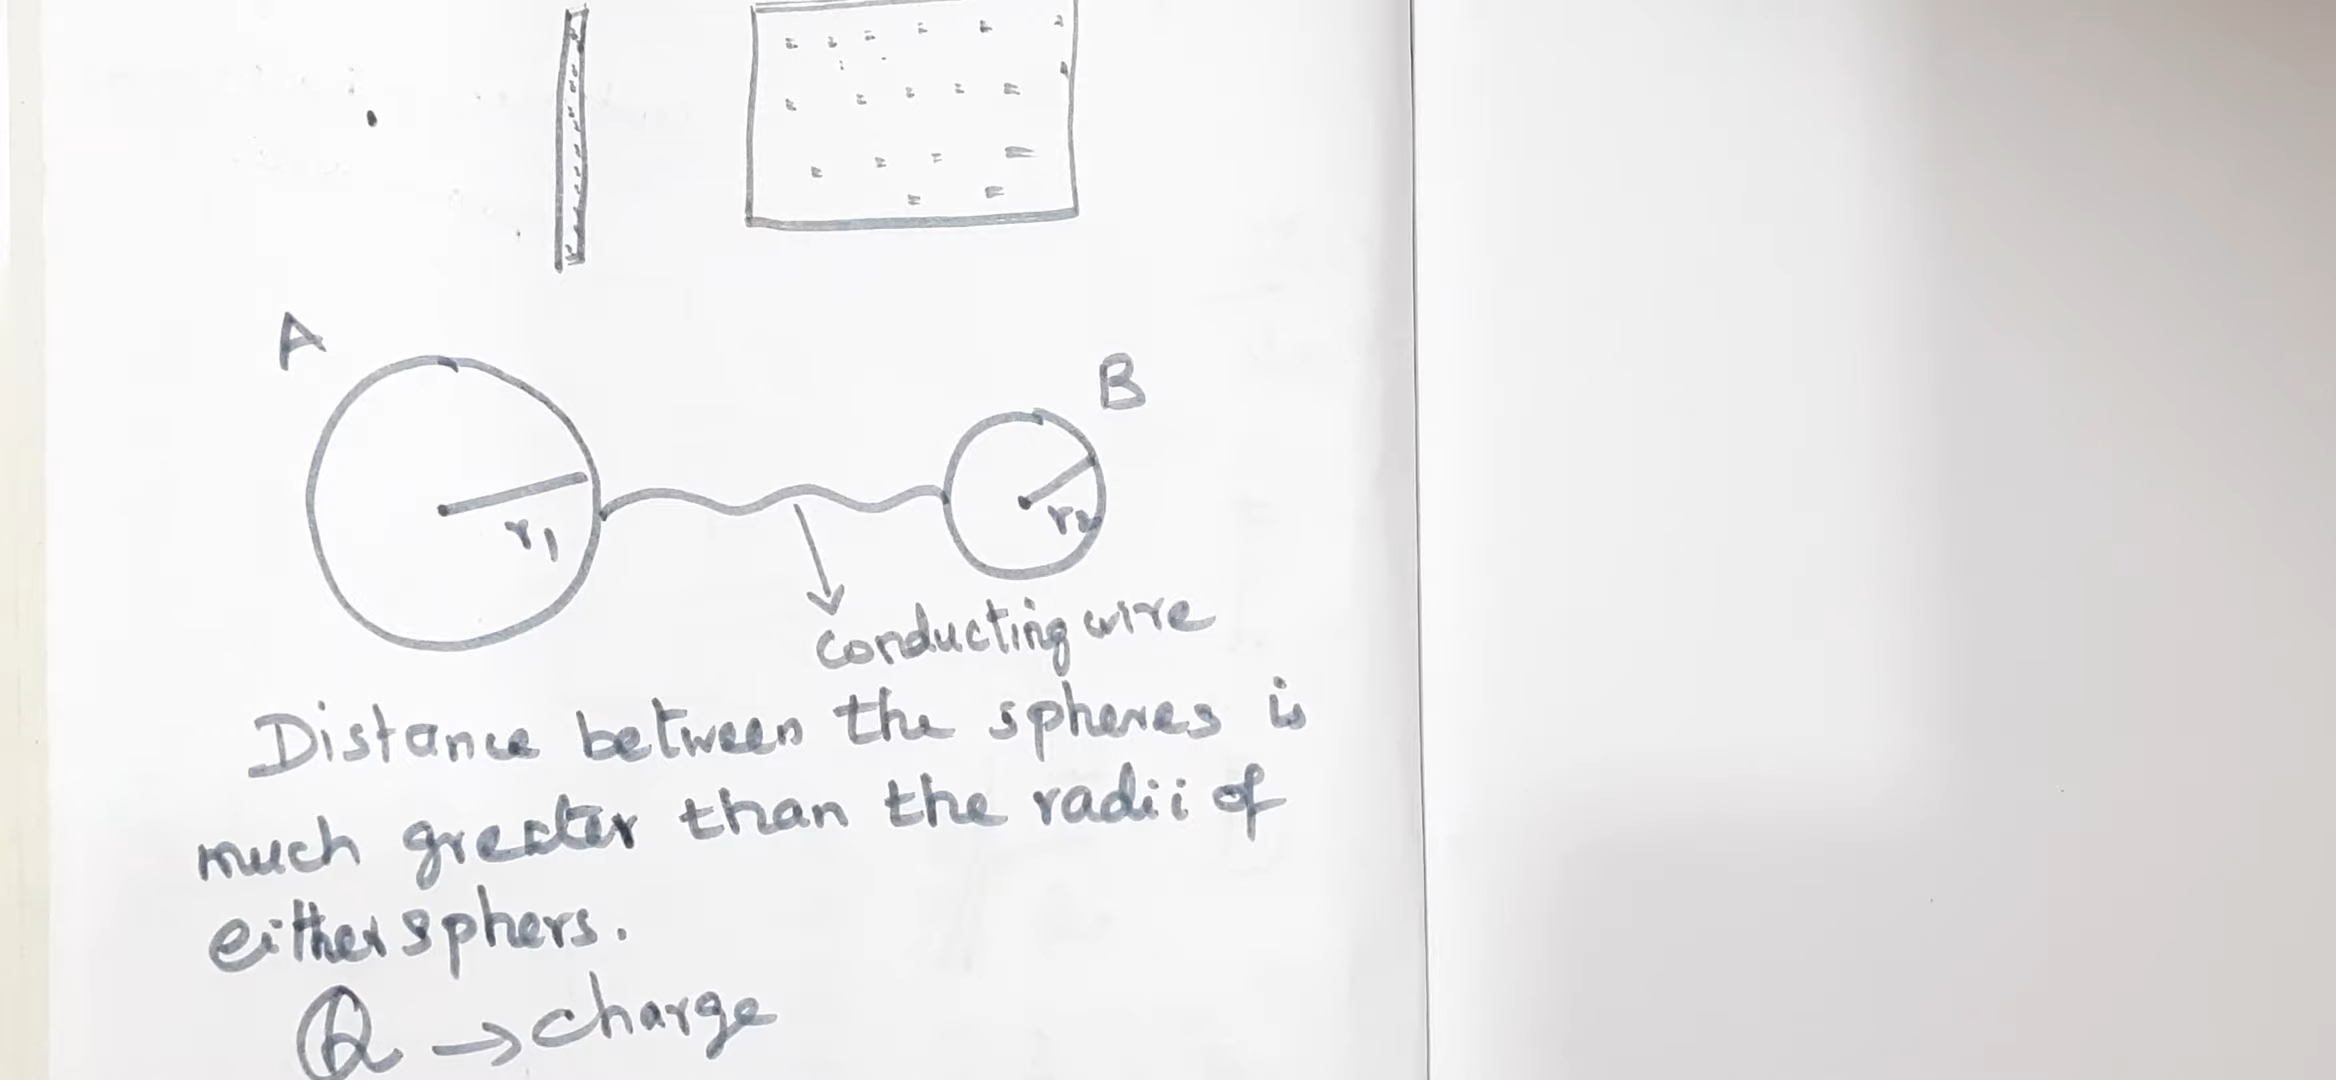 A
B
r1
r2
conducting wire
Distance between the spheres is
much greater than the radii of
either sphers.
Q → charge